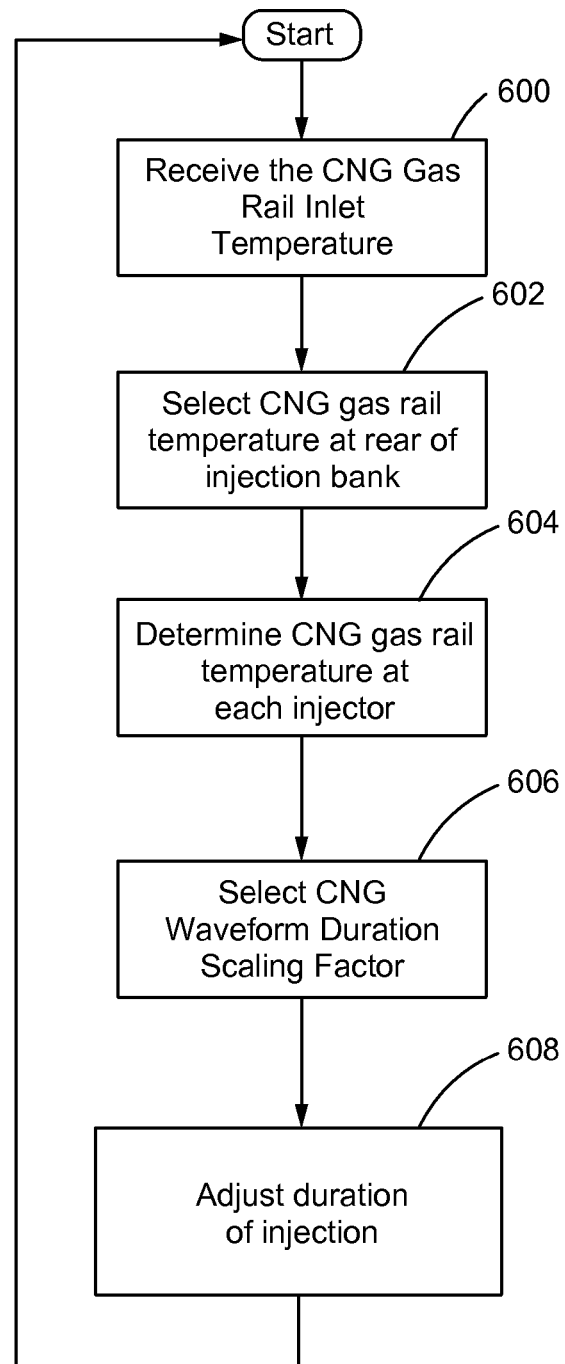 Start
600
Receive the CNG Gas
Rail Inlet
Temperature
602
Select CNG gas rail
temperature at rear of
injection bank
604
Determine CNG gas rail
temperature at
each injector
606
Select CNG
Waveform Duration
Scaling Factor
608
Adjust duration
of injection